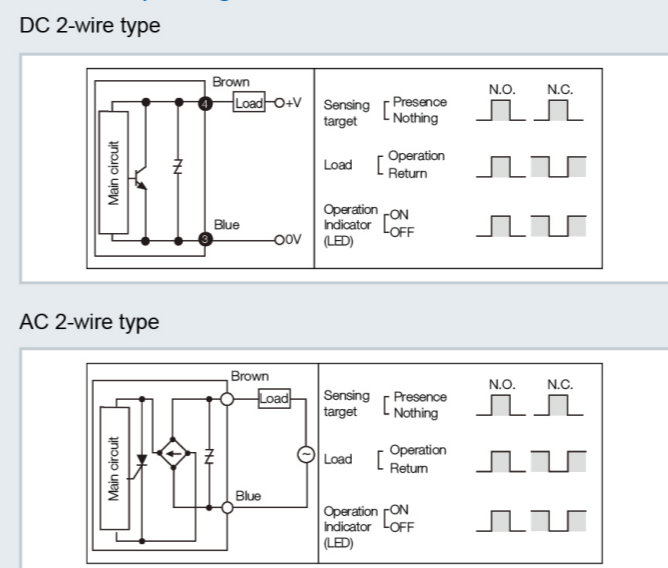 DC 2-wire type
Brown
4
Load
+V
Main circuit
Blue
3
0V
N.O. N.C.
Sensing target
Presence
Nothing
Load
Operation
Return
Operation Indicator (LED)
ON
OFF
AC 2-wire type
Brown
Load
Main circuit
~
Blue
N.O. N.C.
Sensing target
Presence
Nothing
Load
Operation
Return
Operation Indicator (LED)
ON
OFF